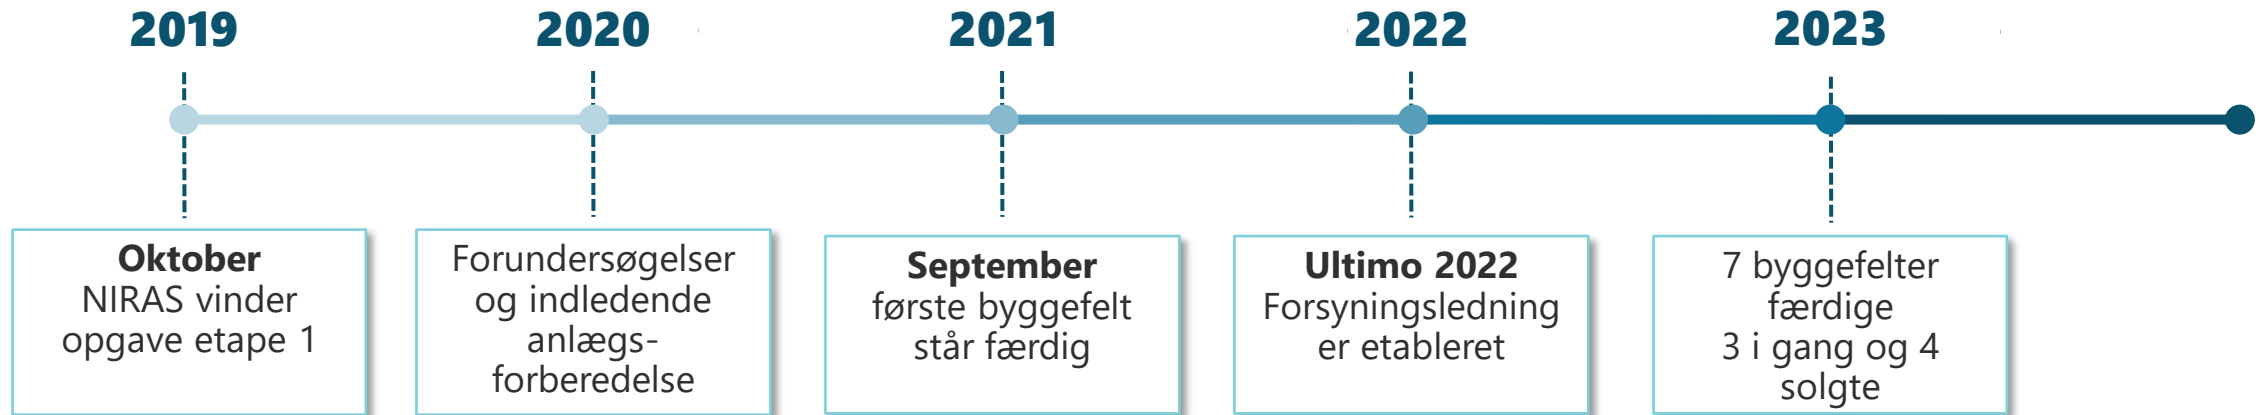 2019
2020
2021
2022
2023
Oktober
NIRAS vinder
opgave etape 1
Forundersøgelser
og indledende
anlægs-
forberedelse
September
første byggefelt
står færdig
Ultimo 2022
Forsyningsledning
er etableret
7 byggefelter
færdige
3 i gang og 4
solgte